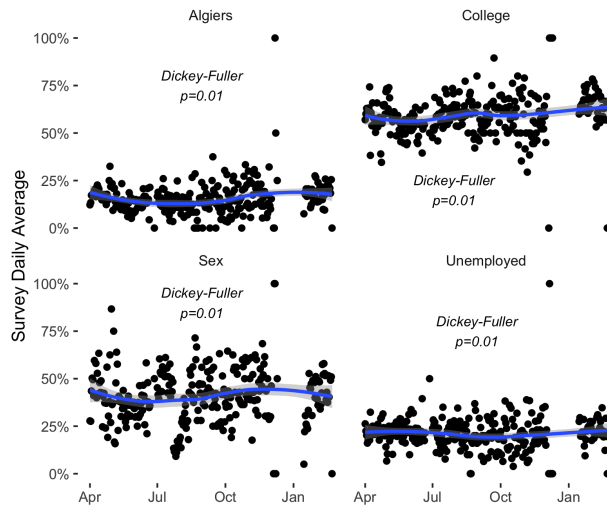 Algiers
College
100%
75%
50%
25%
0%
Dickey-Fuller
p=0.01
Dickey-Fuller
p=0.01
Survey Daily Average
Sex
Unemployed
100%
75%
50%
25%
0%
Dickey-Fuller
p=0.01
Dickey-Fuller
p=0.01
Apr Jul Oct Jan
Apr Jul Oct Jan